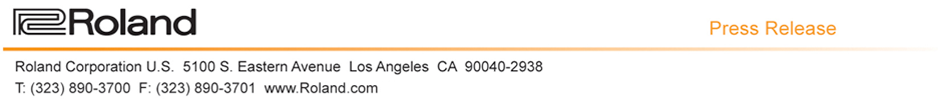 Roland
Press Release
Roland Corporation U.S. 5100 S. Eastern Avenue Los Angeles CA 90040-2938
T: (323) 890-3700 F: (323) 890-3701 www.Roland.com